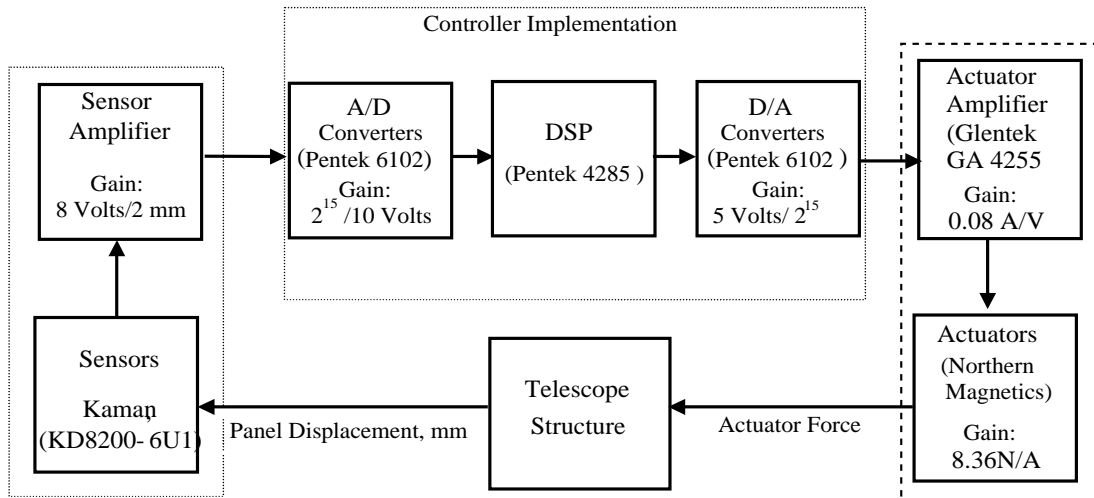 Controller Implementation
Sensor
Amplifier
Gain:
8 Volts/2 mm
A/D
Converters
(Pentek 6102)
Gain:
2^15 /10 Volts
DSP
(Pentek 4285 )
D/A
Converters
(Pentek 6102 )
Gain:
5 Volts/ 2^15
Actuator
Amplifier
(Glentek
GA 4255
Gain:
0.08 A/V
Sensors
Kaman,
(KD8200- 6U1)
Panel Displacement, mm
Telescope
Structure
Actuator Force
Actuators
(Northern
Magnetics)
Gain:
8.36N/A